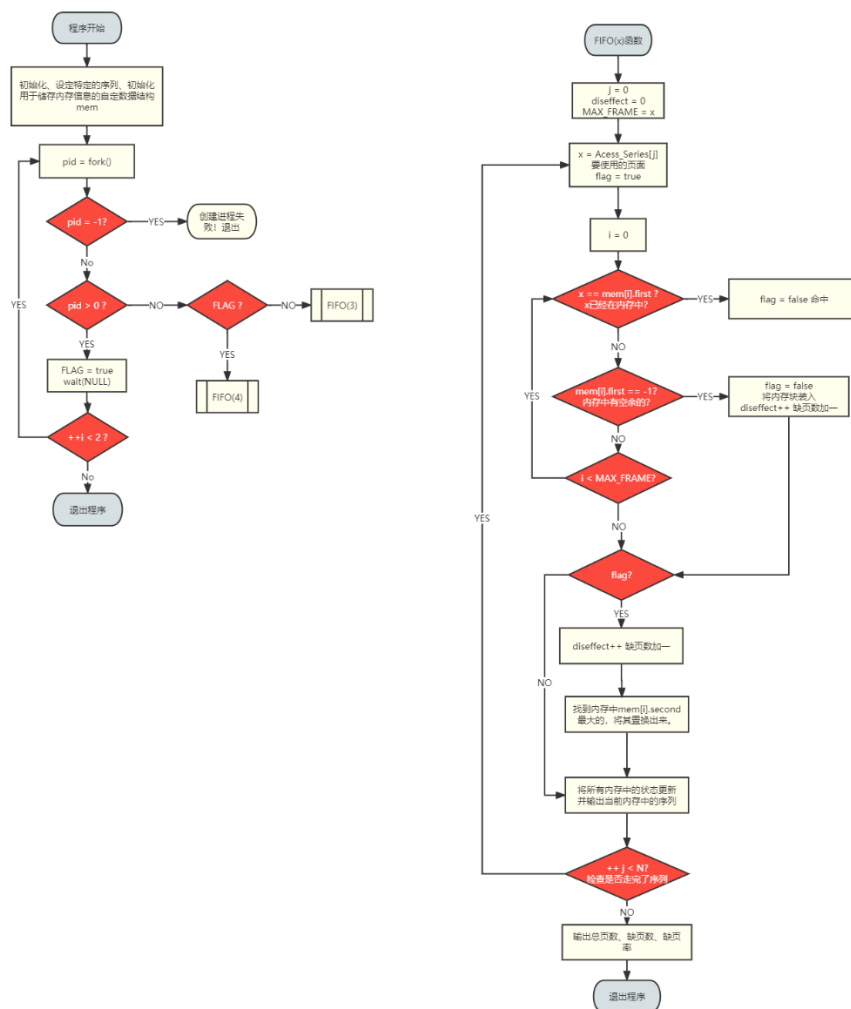 程序开始
初始化、设定特定的序列、初始化
用于储存内存信息的自定数据结构
mem
pid = fork()
pid = -1?
YES
创建进程失
败！退出
No
YES
pid > 0 ?
NO
FLAG ?
NO
FIFO(3)
YES
YES
FLAG = true
wait(NULL)
FIFO(4)
++i < 2 ?
No
退出程序
FIFO(x)函数
j = 0
diseffect = 0
MAX_FRAME = x
x = Acess_Series[j]
要使用的页面
flag = true
i = 0
x == mem[i].first ?
x已经在内存中?
YES
flag = false 命中
NO
mem[i].first == -1?
内存中有空余的?
YES
flag = false
将内存块装入
diseffect++ 缺页数加一
YES
NO
i < MAX_FRAME?
YES
NO
flag?
YES
diseffect++ 缺页数加一
NO
找到内存中mem[i].second
最大的，将其置换出来。
将所有内存中的状态更新
并输出当前内存中的序列
++ j < N?
检查是否走完了序列
NO
输出总页数、缺页数、缺页
率
退出程序